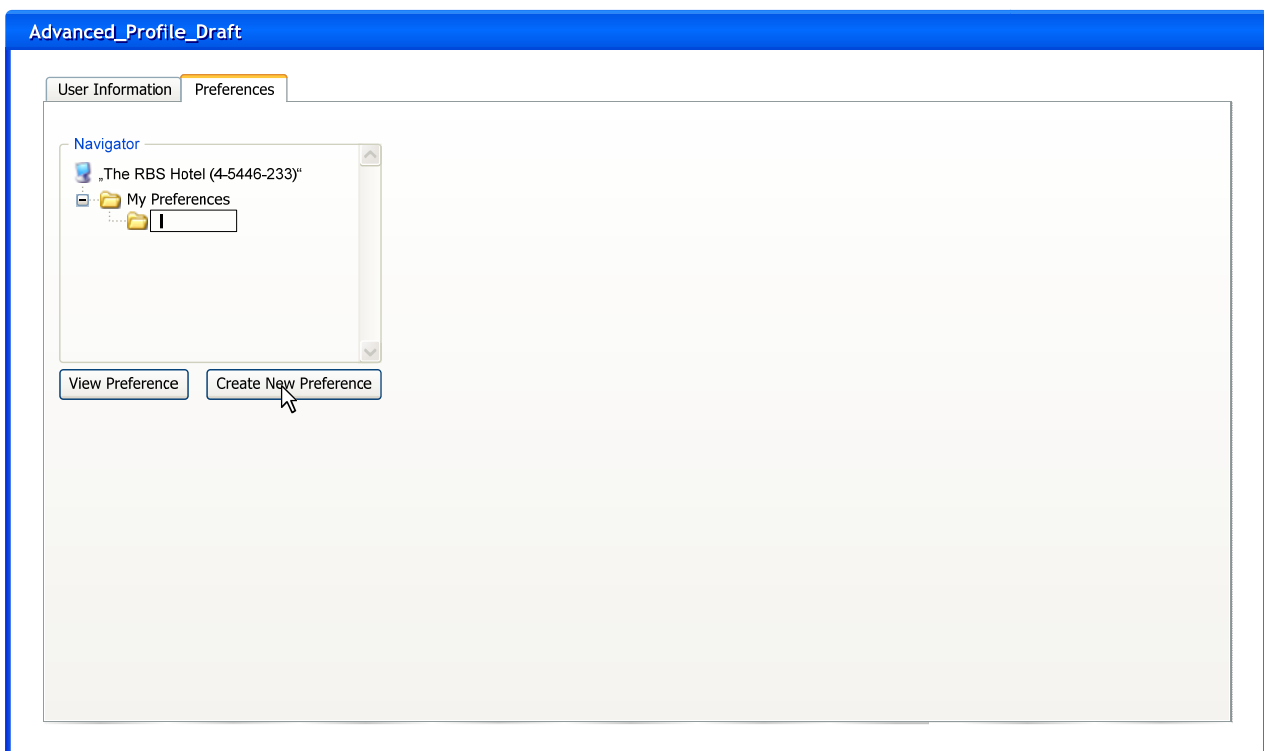 Advanced_Profile_Draft
User Information Preferences
Navigator
„The RBS Hotel (4-5446-233)“
My Preferences
View Preference Create New Preference